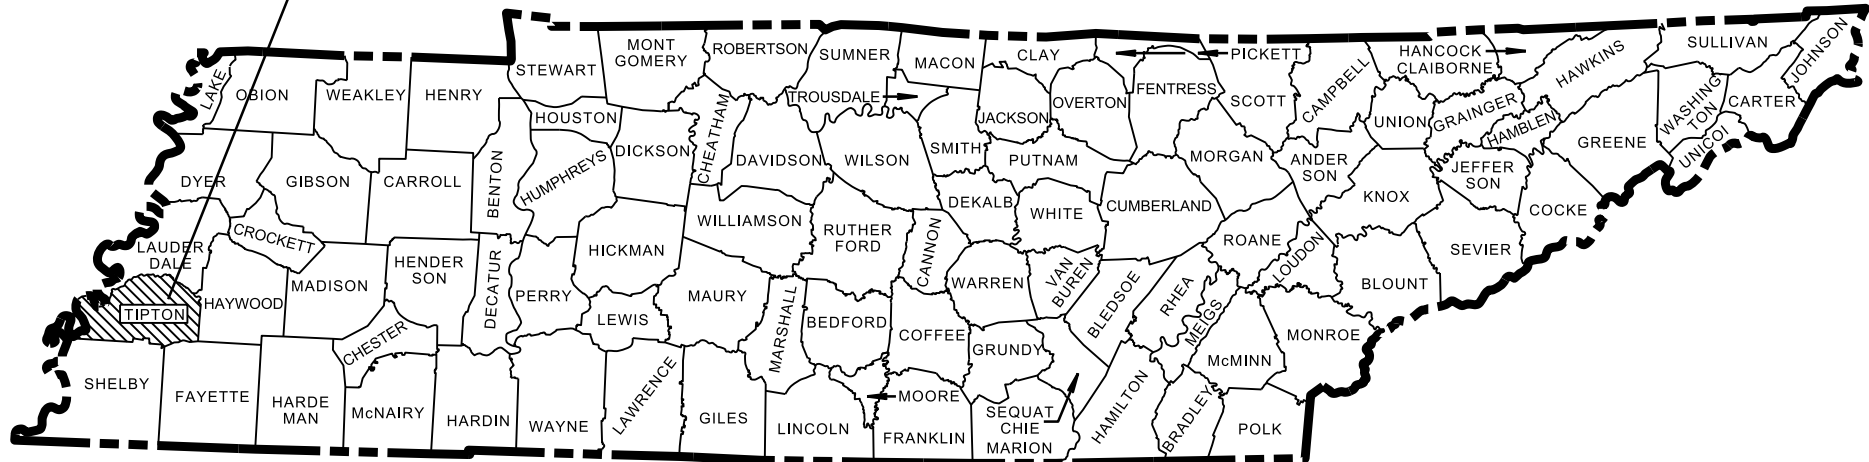 LAKE
OBION
WEAKLEY
HENRY
STEWART
MONT
GOMERY
ROBERTSON
SUMNER
MACON
CLAY
PICKETT
HANCOCK
CLAIBORNE
HAWKINS
SULLIVAN
JOHNSON
TROUSDALE
JACKSON
OVERTON
FENTRESS
SCOTT
CAMPBELL
UNION
GRAINGER
HAMBLEN
GREENE
WASHING
TON
CARTER
UNICOI
HOUSTON
DICKSON
CHEATHAM
DAVIDSON
WILSON
SMITH
PUTNAM
MORGAN
ANDER
SON
KNOX
JEFFER
SON
COCKE
DYER
GIBSON
CARROLL
BENTON
HUMPHREYS
WILLIAMSON
RUTHER
FORD
CANNON
DEKALB
WHITE
CUMBERLAND
ROANE
LOUDON
BLOUNT
SEVIER
LAUDER
DALE
CROCKETT
HAYWOOD
MADISON
HENDER
SON
DECATUR
PERRY
HICKMAN
LEWIS
MAURY
MARSHALL
BEDFORD
COFFEE
WARREN
VAN
BUREN
BLEDSOE
RHEA
MEIGS
McMINN
MONROE
TIPTON
CHESTER
GRUNDY
SHELBY
FAYETTE
HARDE
MAN
McNAIRY
HARDIN
WAYNE
LAWRENCE
GILES
LINCOLN
MOORE
FRANKLIN
SEQUAT
CHIE
MARION
HAMILTON
BRADLEY
POLK